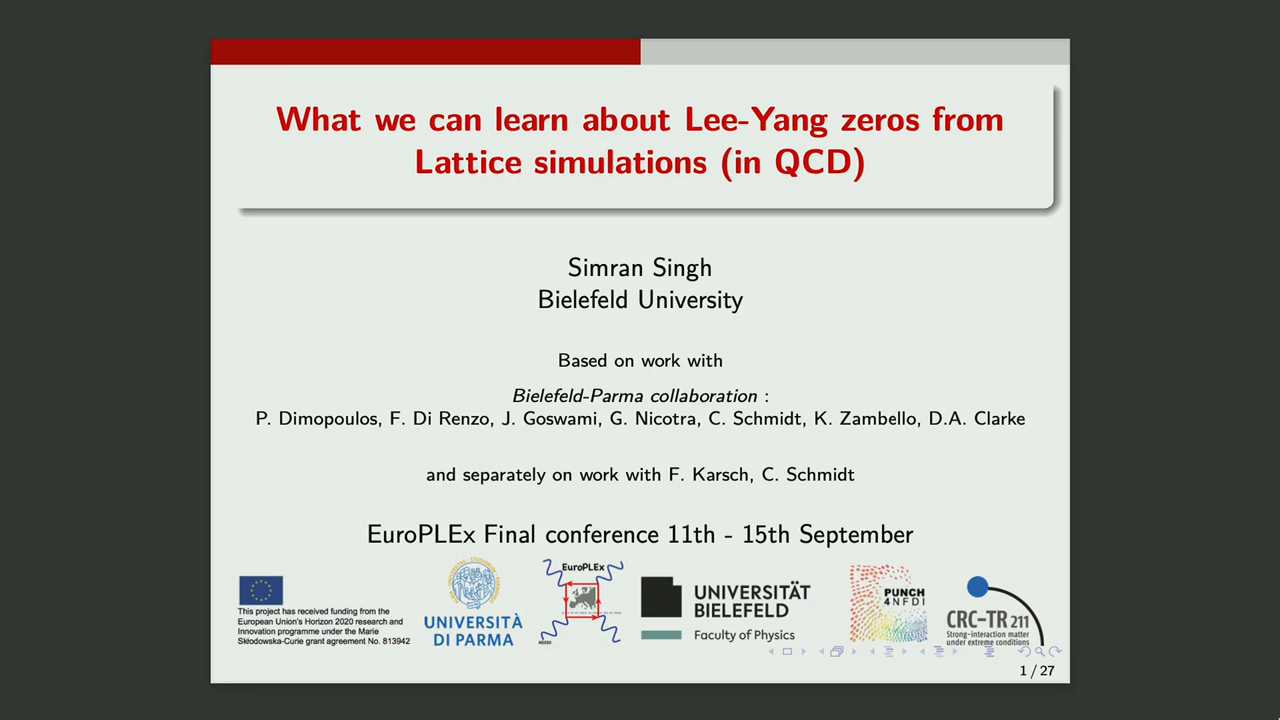 What we can learn about Lee-Yang zeros from
Lattice simulations (in QCD)
Simran Singh
Bielefeld University
Based on work with
Bielefeld-Parma collaboration :
P. Dimopoulos, F. Di Renzo, J. Goswami, G. Nicotra, C. Schmidt, K. Zambello, D.A. Clarke
and separately on work with F. Karsch, C. Schmidt
EuroPLEx Final conference 11th - 15th September
This project has received funding from the
European Union's Horizon 2020 research and
Innovation programme under the Marie
Skłodowska-Curie grant agreement No. 813942
UNIVERSITÀ
DI PARMA
EuroPLEx
UNIVERSITÄT
BIELEFELD
Faculty of Physics
PUNCH
4NFDI
CRC-TR 211
Strong-interaction matter
under extreme conditions
1 / 27